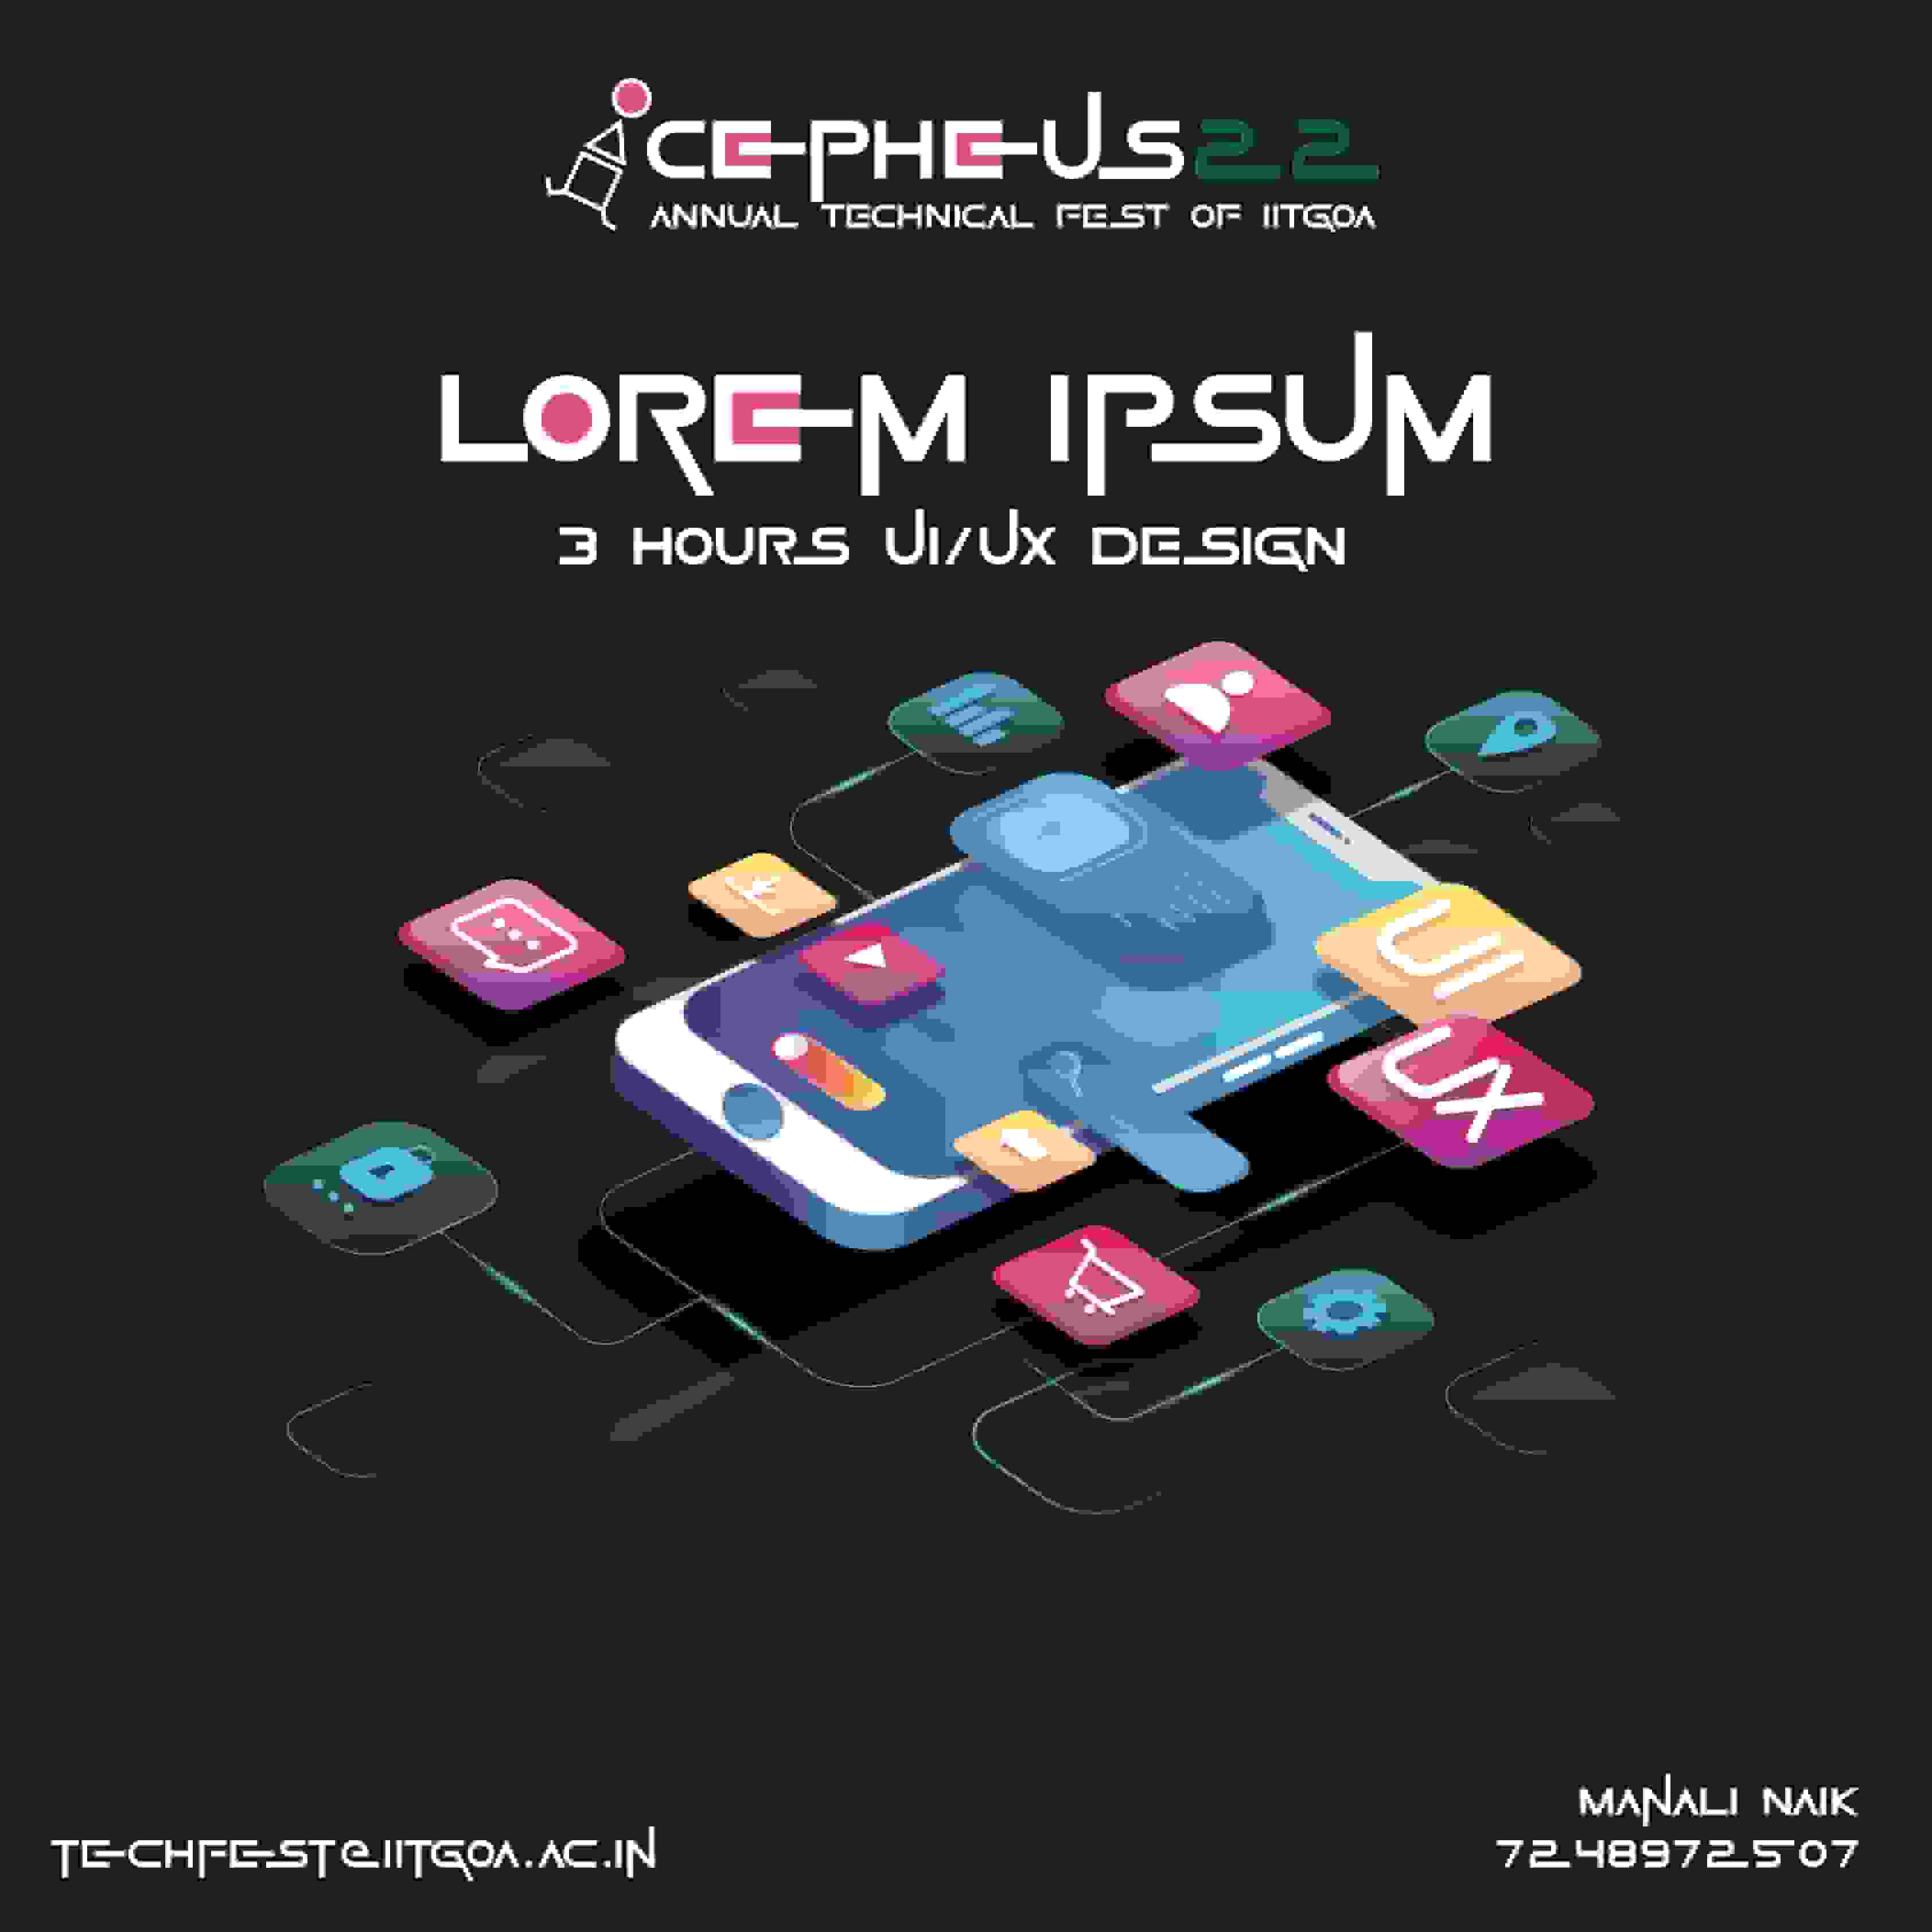 CEPHEUS22
ANNUAL TECHNICAL FEST OF IITGOA
LOREM IPSUM
3 HOURS UI/UX DESIGN
UI
UX
MANALI NAIK
TECHFEST@IITGOA.AC.IN
7248972507